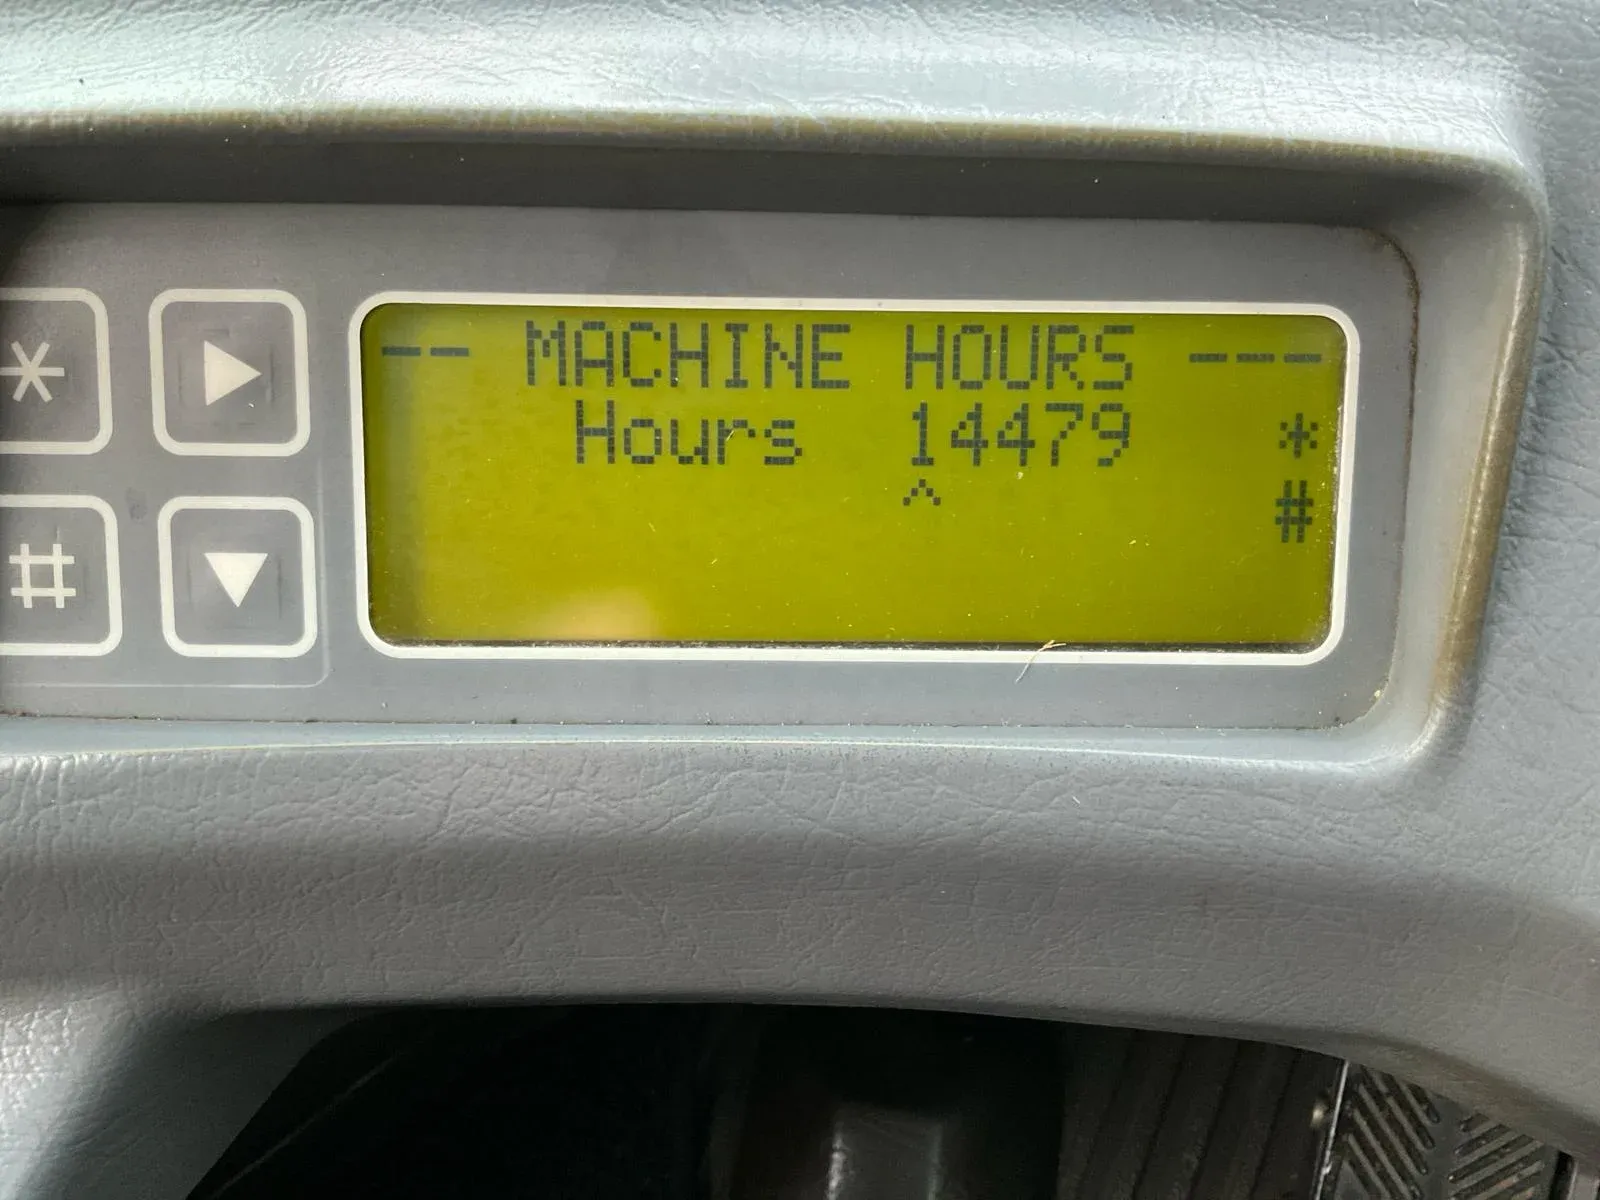 -- MACHINE HOURS ---
Hours 14479 *
^ #
* ▶
# ▼